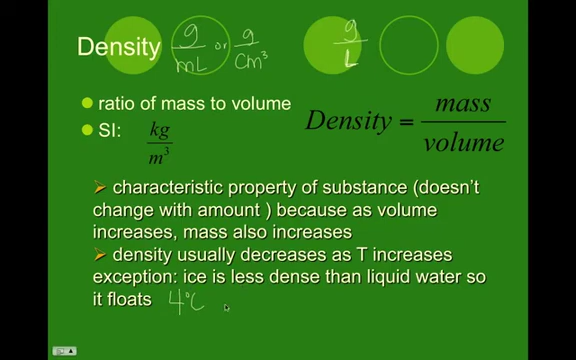 Density g/mL or g/cm³ g/L
ratio of mass to volume
SI: kg/m³
Density = mass/volume
characteristic property of substance (doesn't
change with amount ) because as volume
increases, mass also increases
density usually decreases as T increases
exception: ice is less dense than liquid water so
it floats 4°C